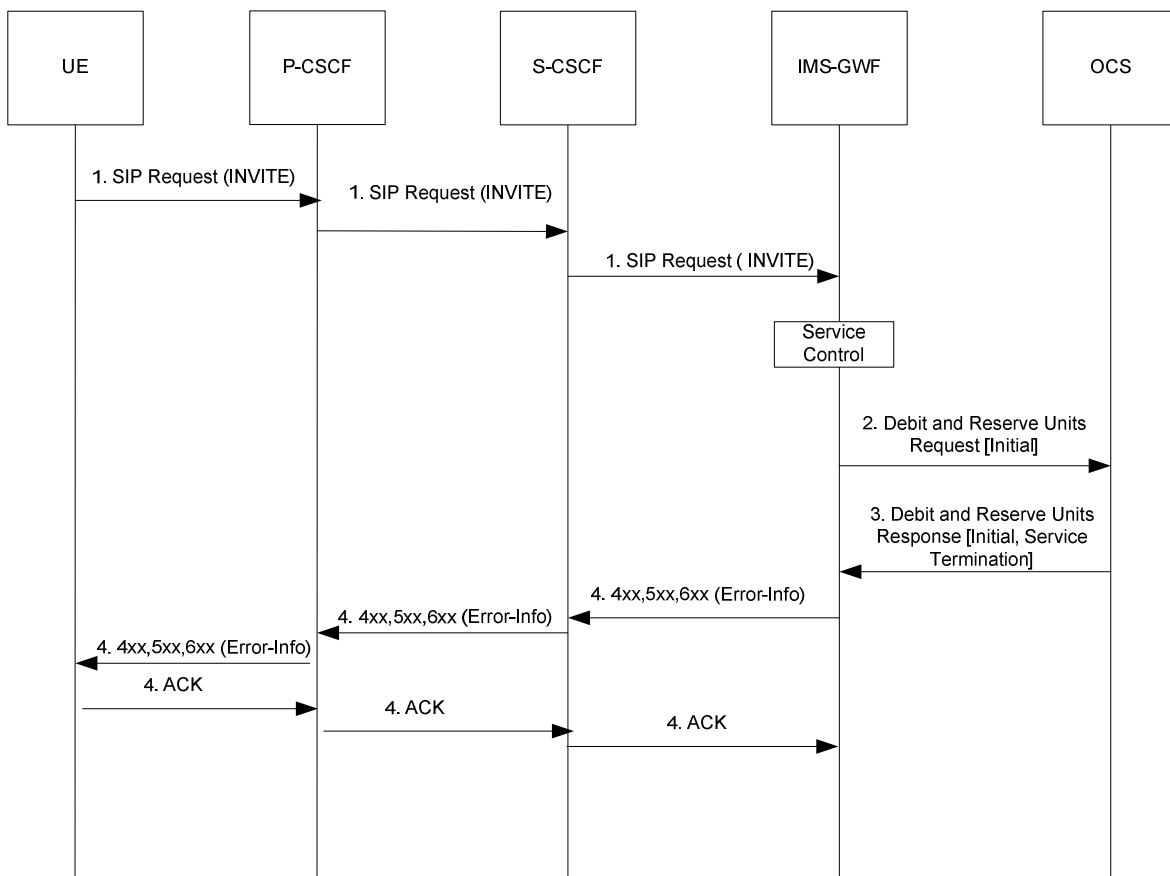 UE
P-CSCF
S-CSCF
IMS-GWF
OCS
1. SIP Request (INVITE)
1. SIP Request (INVITE)
1. SIP Request ( INVITE)
Service
Control
2. Debit and Reserve Units
Request [Initial]
3. Debit and Reserve Units
Response [Initial, Service
Termination]
4. 4xx,5xx,6xx (Error-Info)
4. 4xx,5xx,6xx (Error-Info)
4. 4xx,5xx,6xx (Error-Info)
4. ACK
4. ACK
4. ACK